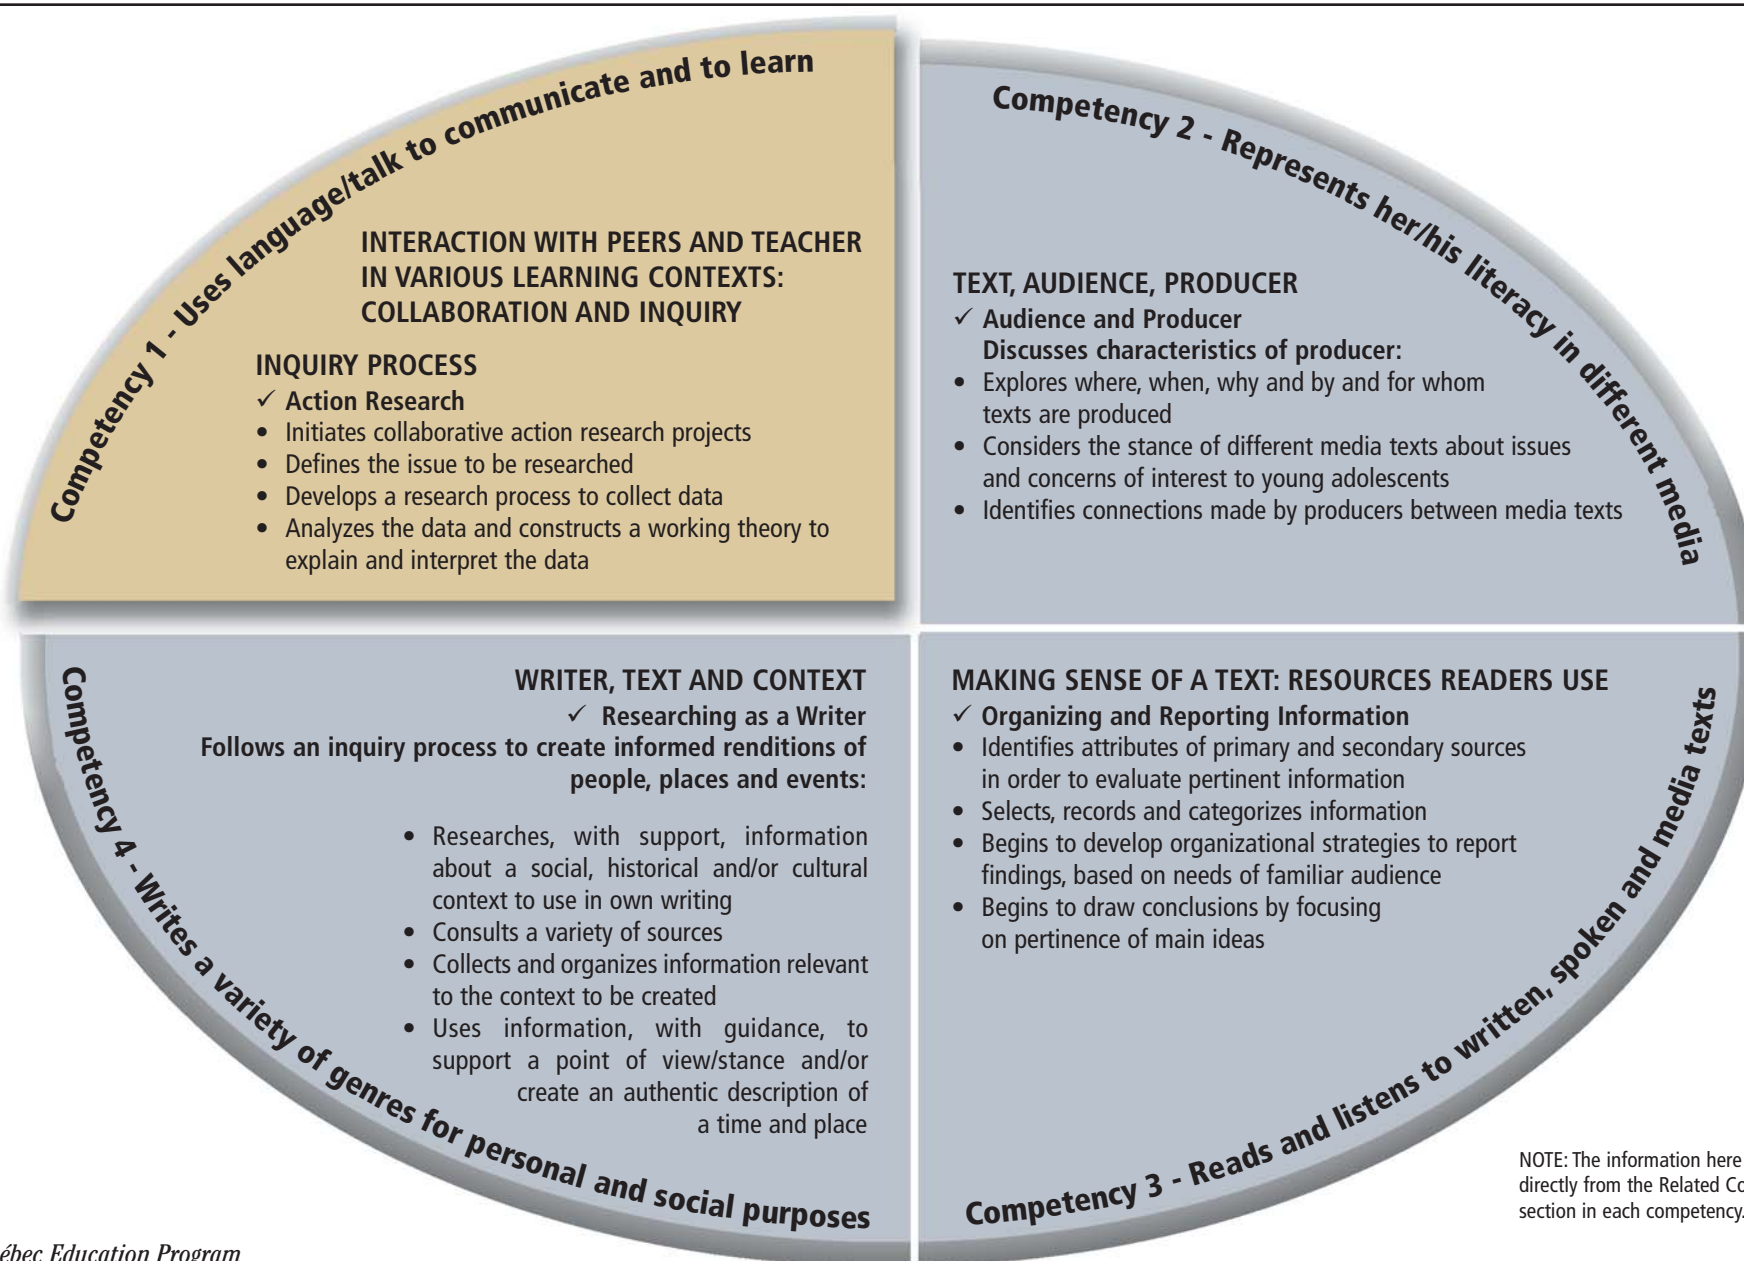 Competency 1 - Uses language/talk to communicate and to learn
INTERACTION WITH PEERS AND TEACHER
IN VARIOUS LEARNING CONTEXTS:
COLLABORATION AND INQUIRY
INQUIRY PROCESS
✓ Action Research
• Initiates collaborative action research projects
• Defines the issue to be researched
• Develops a research process to collect data
• Analyzes the data and constructs a working theory to
explain and interpret the data
Competency 2 - Represents her/his literacy in different media
TEXT, AUDIENCE, PRODUCER
✓ Audience and Producer
Discusses characteristics of producer:
• Explores where, when, why and by and for whom
texts are produced
• Considers the stance of different media texts about issues
and concerns of interest to young adolescents
• Identifies connections made by producers between media texts
Competency 4 - Writes a variety of genres for personal and social purposes
WRITER, TEXT AND CONTEXT
✓ Researching as a Writer
Follows an inquiry process to create informed renditions of
people, places and events:
• Researches, with support, information
about a social, historical and/or cultural
context to use in own writing
• Consults a variety of sources
• Collects and organizes information relevant
to the context to be created
• Uses information, with guidance, to
support a point of view/stance and/or
create an authentic description of
a time and place
MAKING SENSE OF A TEXT: RESOURCES READERS USE
✓ Organizing and Reporting Information
• Identifies attributes of primary and secondary sources
in order to evaluate pertinent information
• Selects, records and categorizes information
• Begins to develop organizational strategies to report
findings, based on needs of familiar audience
• Begins to draw conclusions by focusing
on pertinence of main ideas
Competency 3 - Reads and listens to written, spoken and media texts
NOTE: The information here
directly from the Related Co
section in each competency.
ébec Education Program